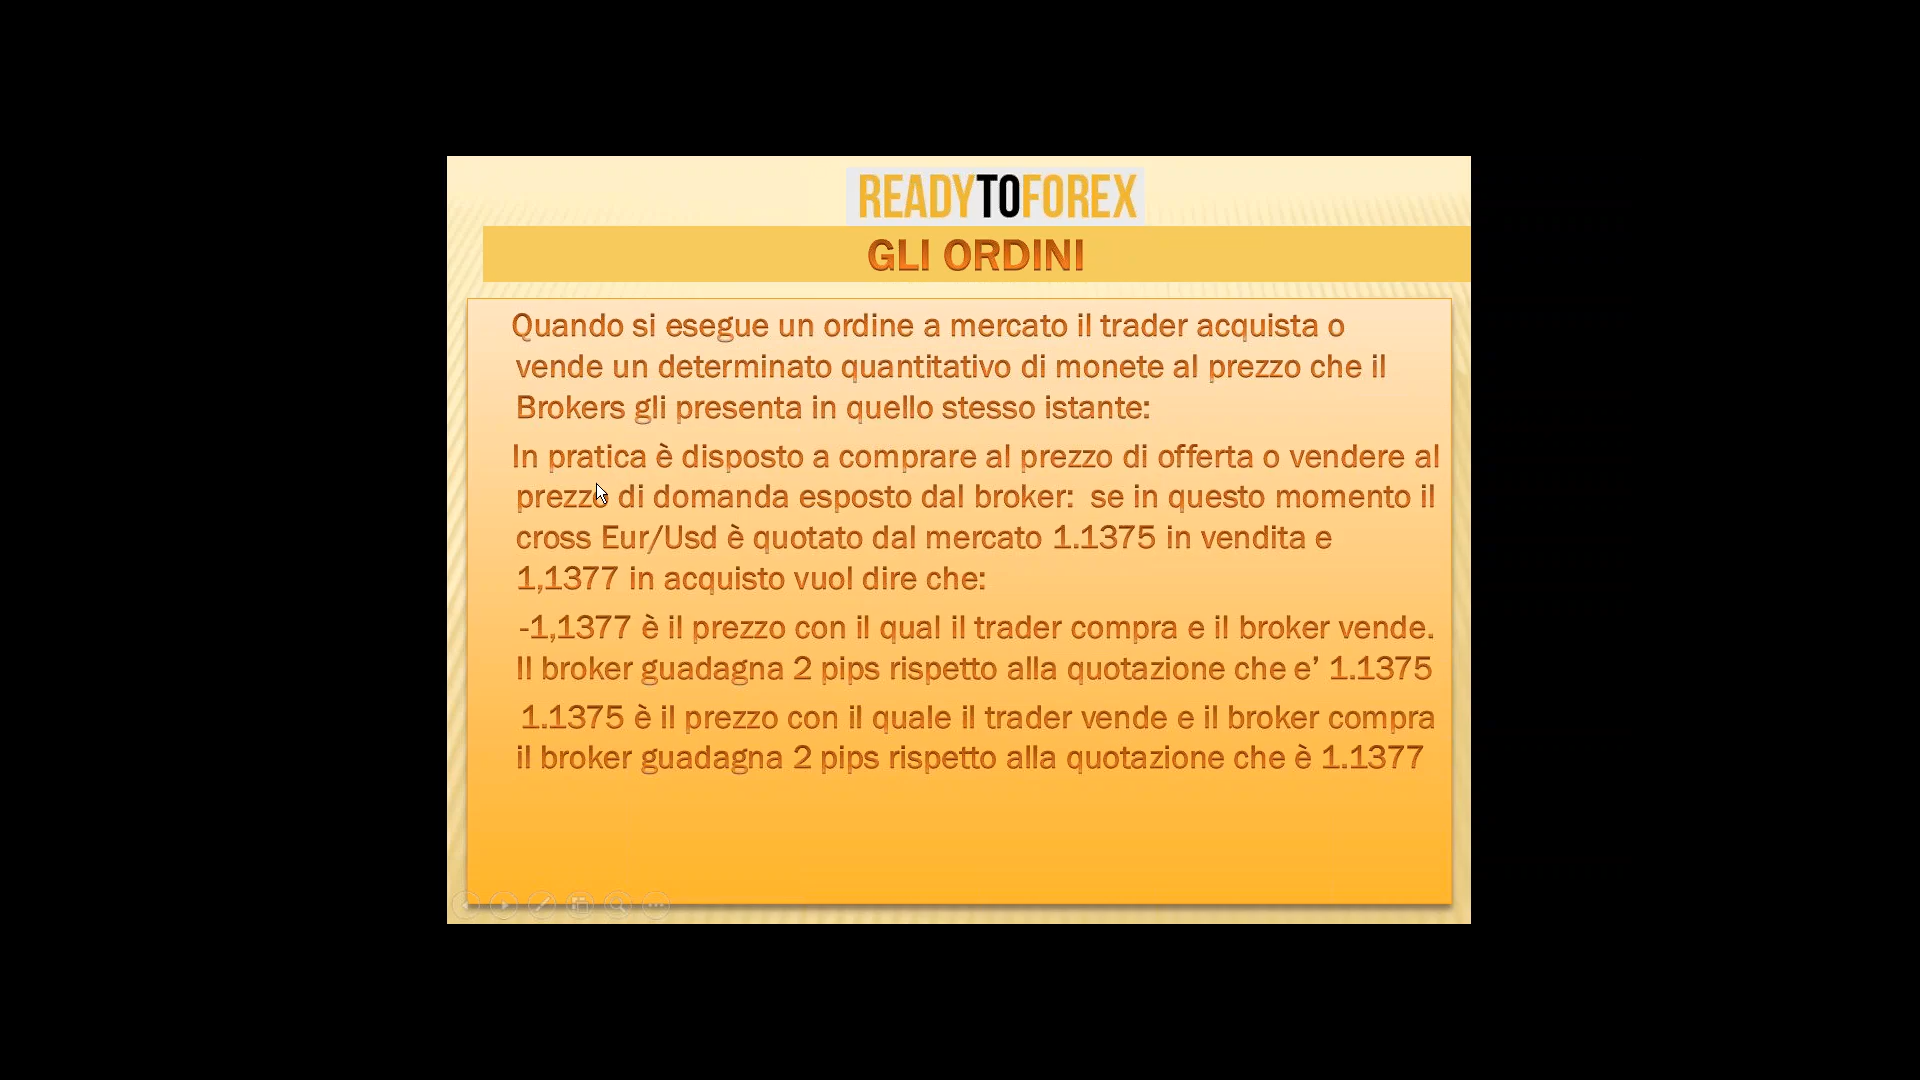 READYTOFOREX
GLI ORDINI
Quando si esegue un ordine a mercato il trader acquista o
vende un determinato quantitativo di monete al prezzo che il
Brokers gli presenta in quello stesso istante:
In pratica è disposto a comprare al prezzo di offerta o vendere al
prezzo di domanda esposto dal broker:  se in questo momento il
cross Eur/Usd è quotato dal mercato 1.1375 in vendita e
1,1377 in acquisto vuol dire che:
-1,1377 è il prezzo con il qual il trader compra e il broker vende.
Il broker guadagna 2 pips rispetto alla quotazione che e’ 1.1375
1.1375 è il prezzo con il quale il trader vende e il broker compra
il broker guadagna 2 pips rispetto alla quotazione che è 1.1377